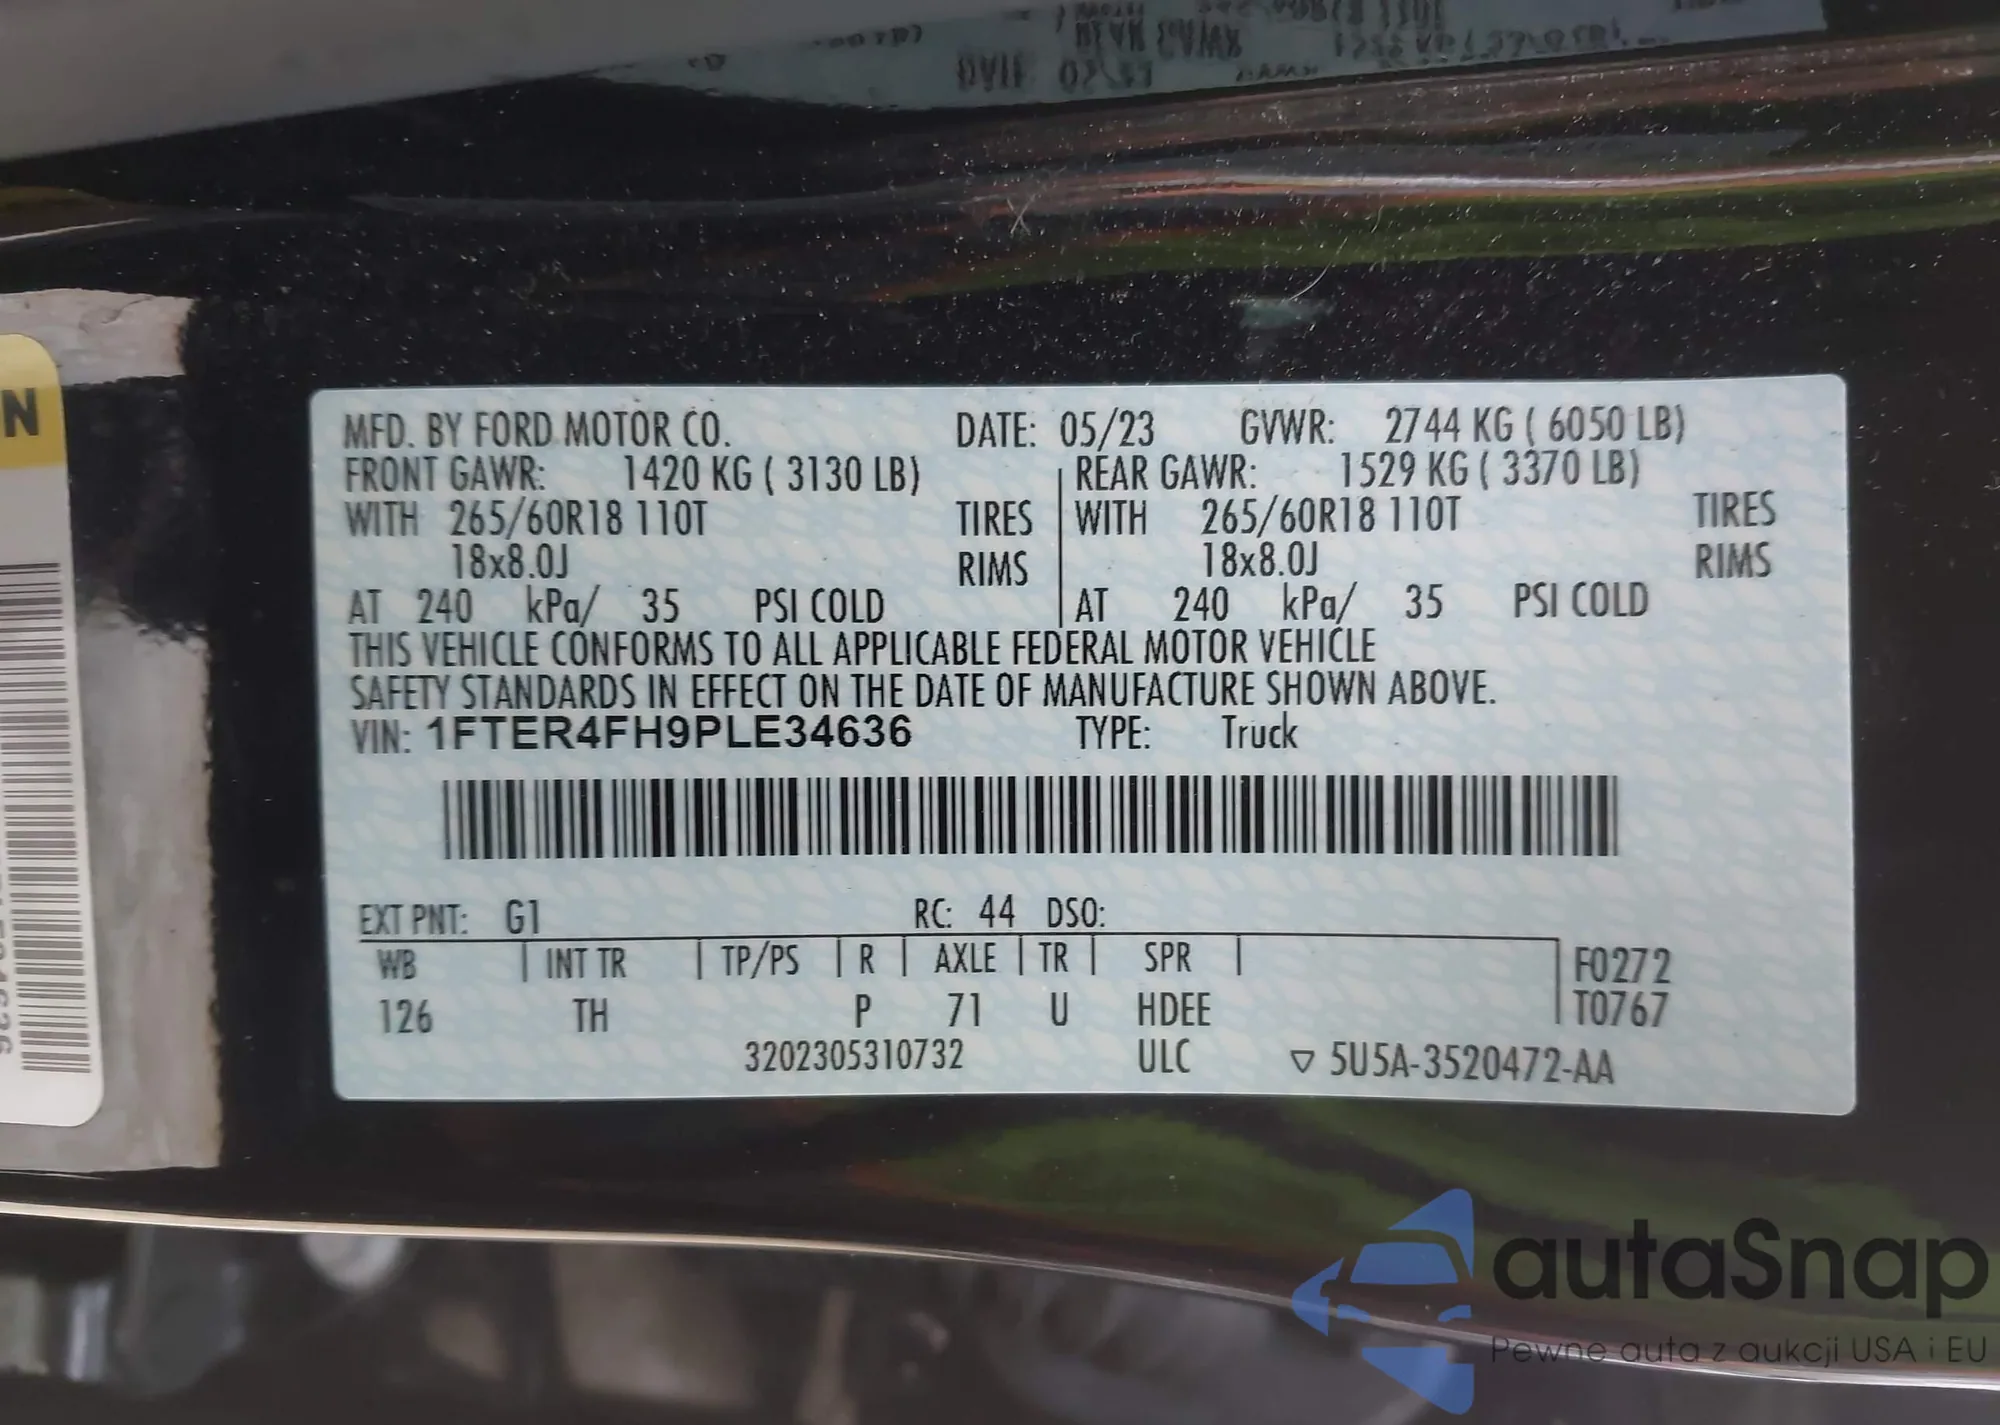 MFD. BY FORD MOTOR CO. DATE: 05/23 GVWR: 2744 KG ( 6050 LB)
FRONT GAWR: 1420 KG ( 3130 LB) REAR GAWR: 1529 KG ( 3370 LB)
WITH 265/60R18 110T TIRES WITH 265/60R18 110T TIRES
18x8.0J RIMS 18x8.0J RIMS
AT 240 kPa/ 35 PSI COLD AT 240 kPa/ 35 PSI COLD
THIS VEHICLE CONFORMS TO ALL APPLICABLE FEDERAL MOTOR VEHICLE
SAFETY STANDARDS IN EFFECT ON THE DATE OF MANUFACTURE SHOWN ABOVE.
VIN: 1FTER4FH9PLE34636 TYPE: Truck
EXT PNT: G1 RC: 44 DSO:
WB INT TR TP/PS R AXLE TR SPR F0272
126 TH P 71 U HDEE T0767
3202305310732 ULC ▽ 5U5A-3520472-AA
N
autaSnap
Pewne auta z aukcji USA i EU